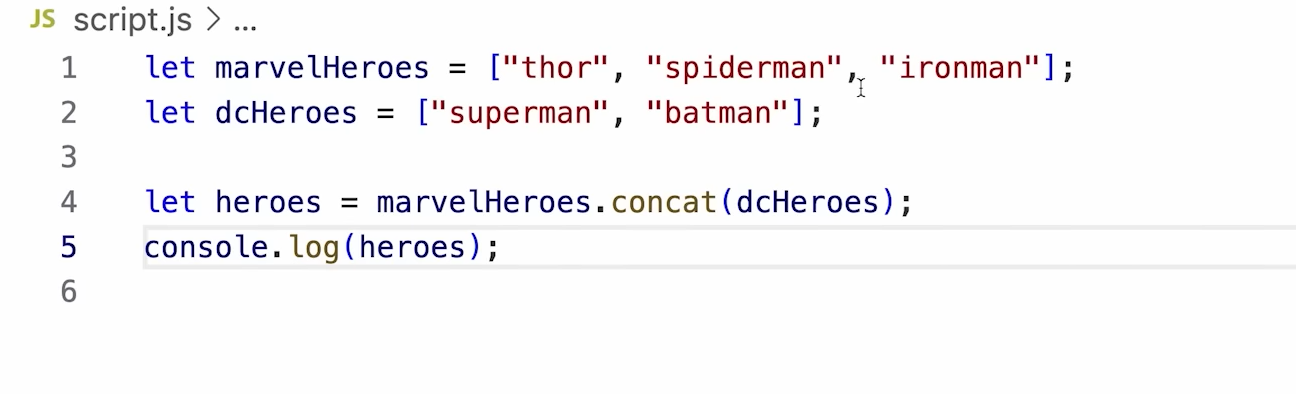 JS script.js > ...
1 let marvelHeroes = ["thor", "spiderman", "ironman"];
2 let dcHeroes = ["superman", "batman"];
3
4 let heroes = marvelHeroes.concat(dcHeroes);
5 console.log(heroes);
6